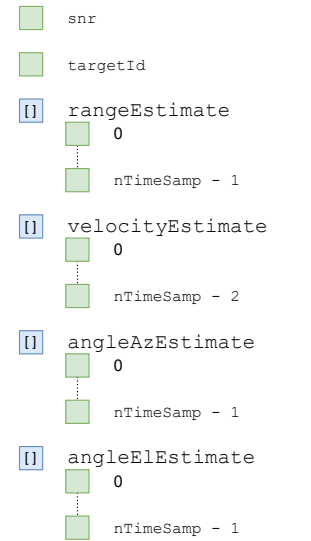 snr
targetId
[] rangeEstimate
0
nTimeSamp - 1
[] velocityEstimate
0
nTimeSamp - 2
[] angleAzEstimate
0
nTimeSamp - 1
[] angleElEstimate
0
nTimeSamp - 1